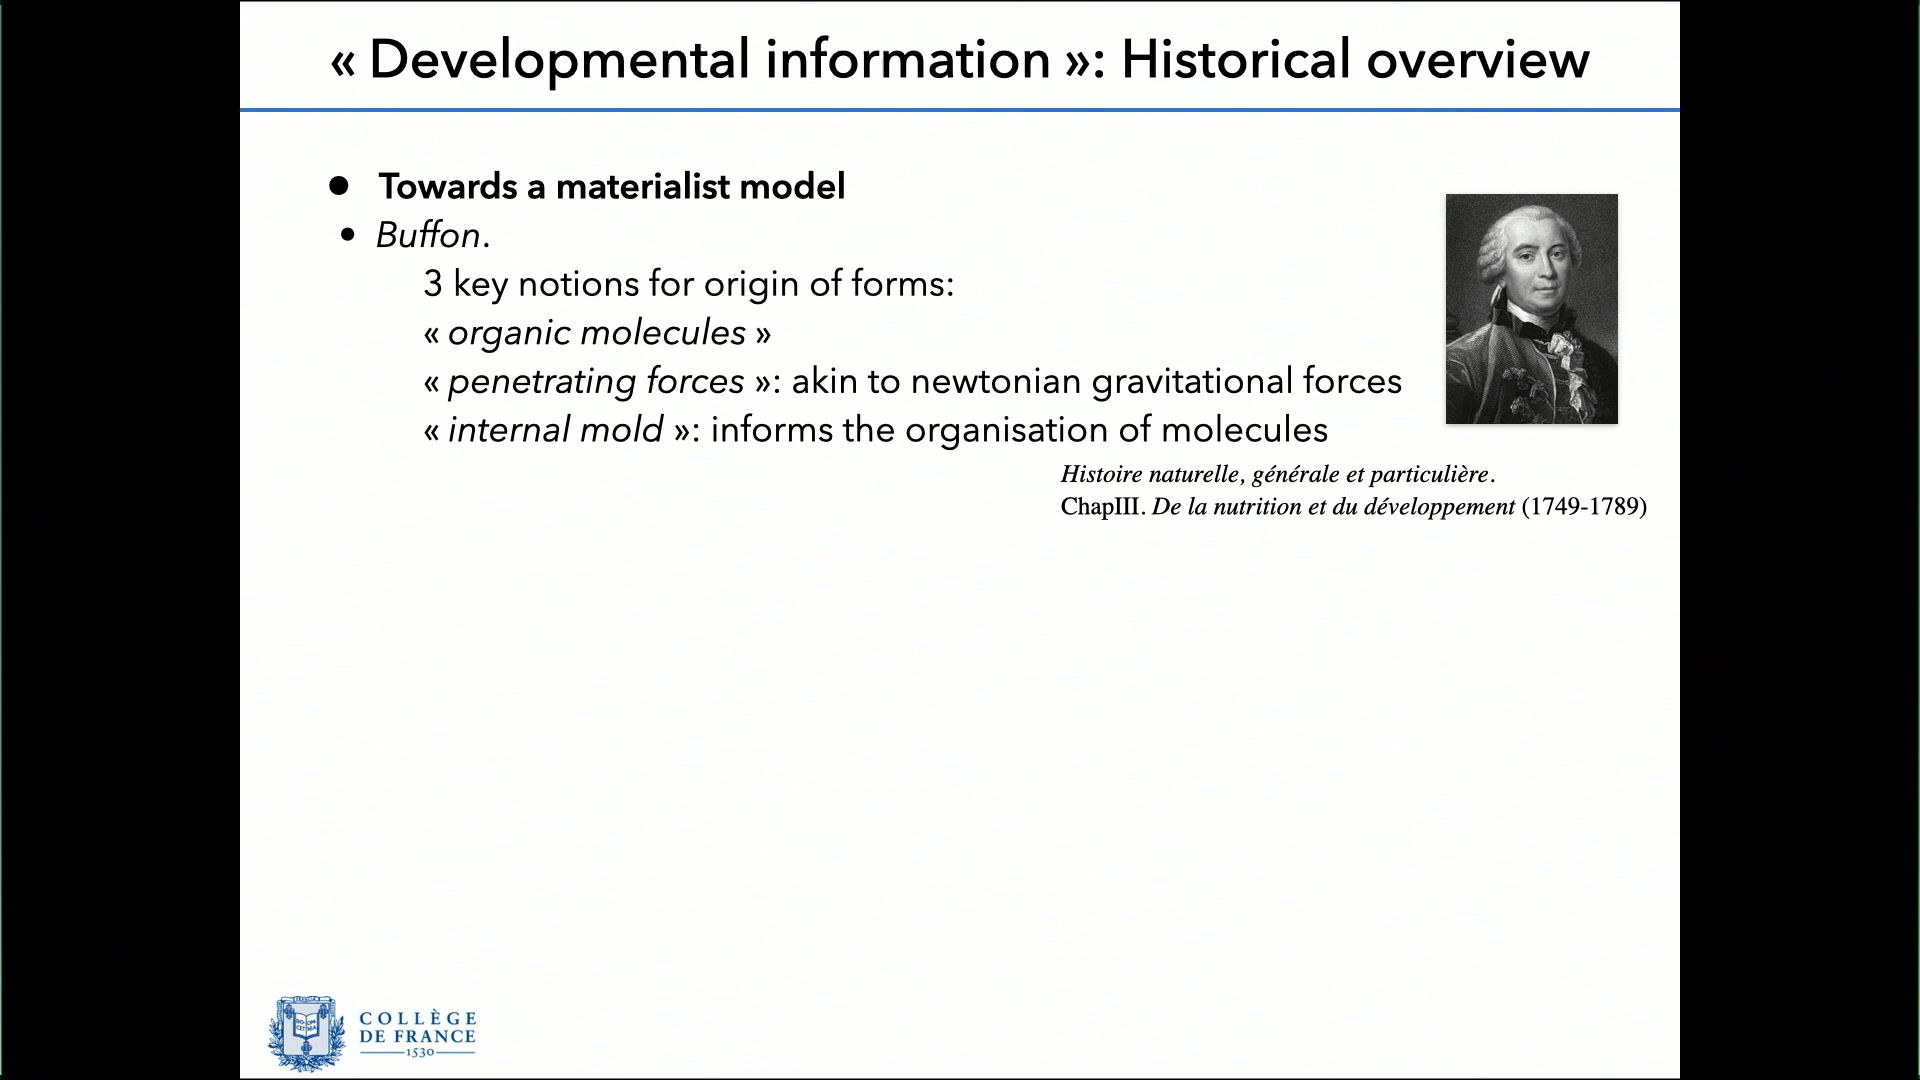 « Developmental information »: Historical overview
● Towards a materialist model
• Buffon.
3 key notions for origin of forms:
« organic molecules »
« penetrating forces »: akin to newtonian gravitational forces
« internal mold »: informs the organisation of molecules
Histoire naturelle, générale et particulière.
ChapIII. De la nutrition et du développement (1749-1789)
COLLÈGE
DE FRANCE
1530